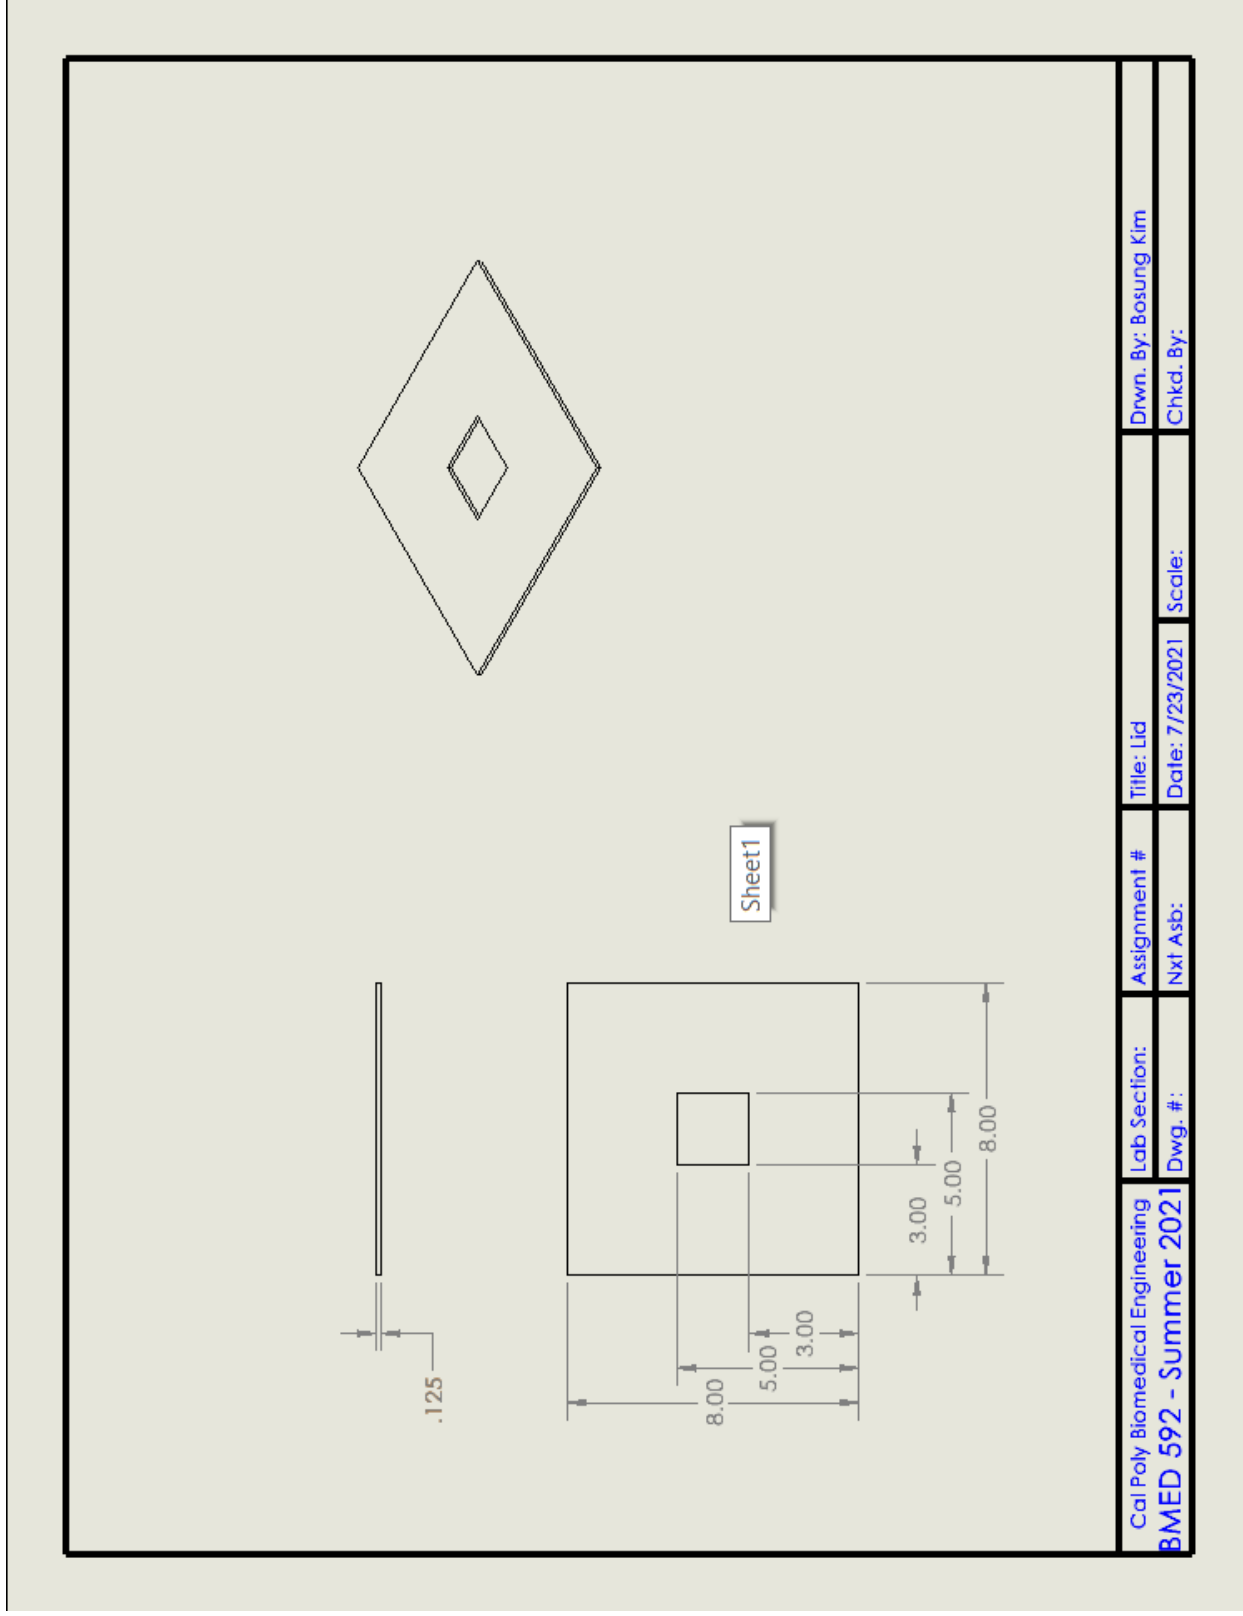 .125
8.00
5.00
3.00
3.00
5.00
8.00
Sheet1
Cal Poly Biomedical Engineering
BMED 592 - Summer 2021
Lab Section:
Dwg. #:
Assignment #
Nxt Asb:
Title: Lid
Date: 7/23/2021
Scale:
Drwn. By: Bosung Kim
Chkd. By: